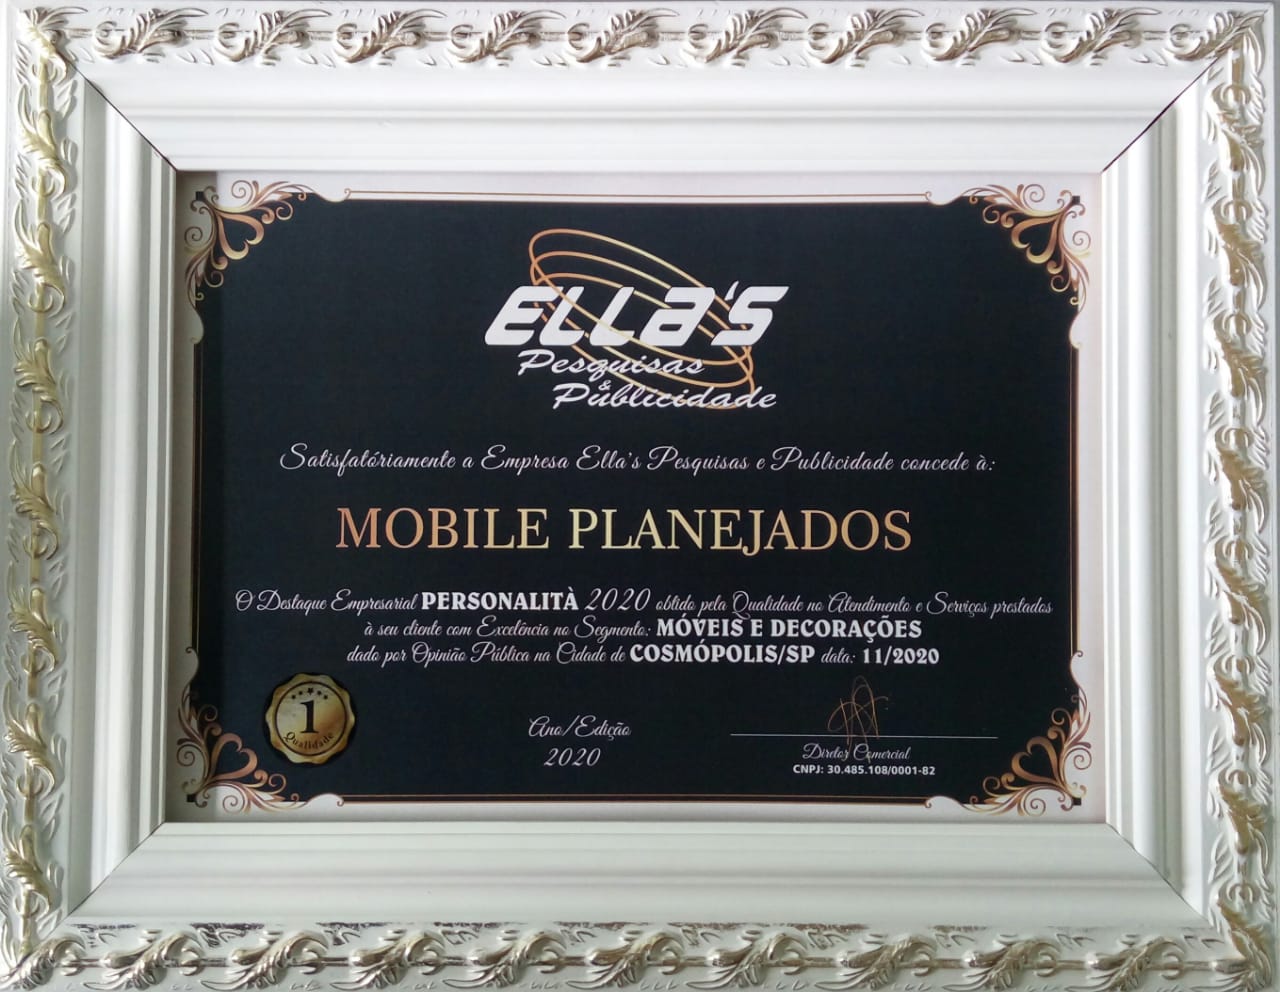 ELLA'S
Pesquisas
&
Publicidade
Satisfatóriamente a Empresa Ella's Pesquisas e Publicidade concede à:
MOBILE PLANEJADOS
O Destaque Empresarial PERSONALITÀ 2020 obtido pela Qualidade no Atendimento e Serviços prestados
à seu cliente com Excelência no Segmento: MÓVEIS E DECORAÇÕES
dado por Opinião Pública na Cidade de COSMÓPOLIS/SP data: 11/2020
1
Qualidade
Ano/Edição
2020
Diretor Comercial
CNPJ: 30.485.108/0001-82